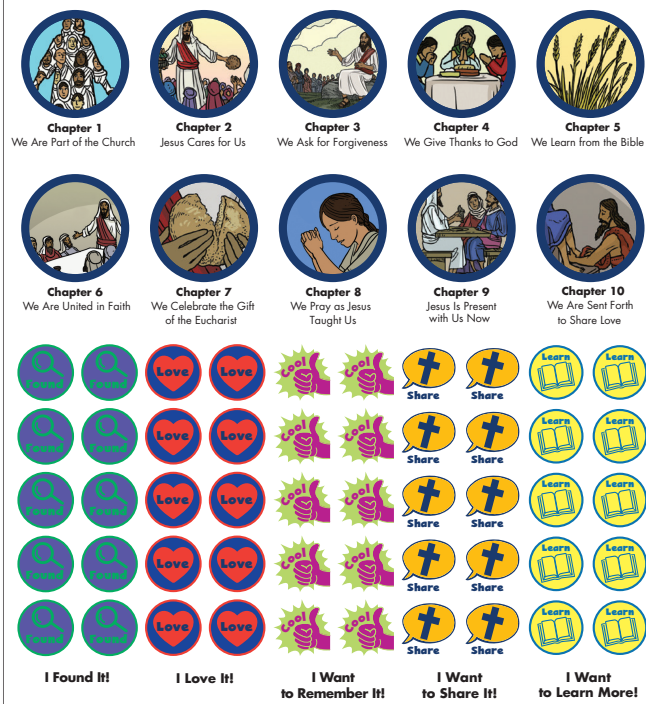 Chapter 1
We Are Part of the Church
Chapter 2
Jesus Cares for Us
Chapter 3
We Ask for Forgiveness
Chapter 4
We Give Thanks to God
Chapter 5
We Learn from the Bible
Chapter 6
We Are United in Faith
Chapter 7
We Celebrate the Gift
of the Eucharist
Chapter 8
We Pray as Jesus
Taught Us
Chapter 9
Jesus Is Present
with Us Now
Chapter 10
We Are Sent Forth
to Share Love
Found Found Love Love Cool Cool Share Share Learn Learn
Found Found Love Love Cool Cool Share Share Learn Learn
Found Found Love Love Cool Cool Share Share Learn Learn
Found Found Love Love Cool Cool Share Share Learn Learn
Found Found Love Love Cool Cool Share Share Learn Learn
I Found It!
I Love It!
I Want
to Remember It!
I Want
to Share It!
I Want
to Learn More!